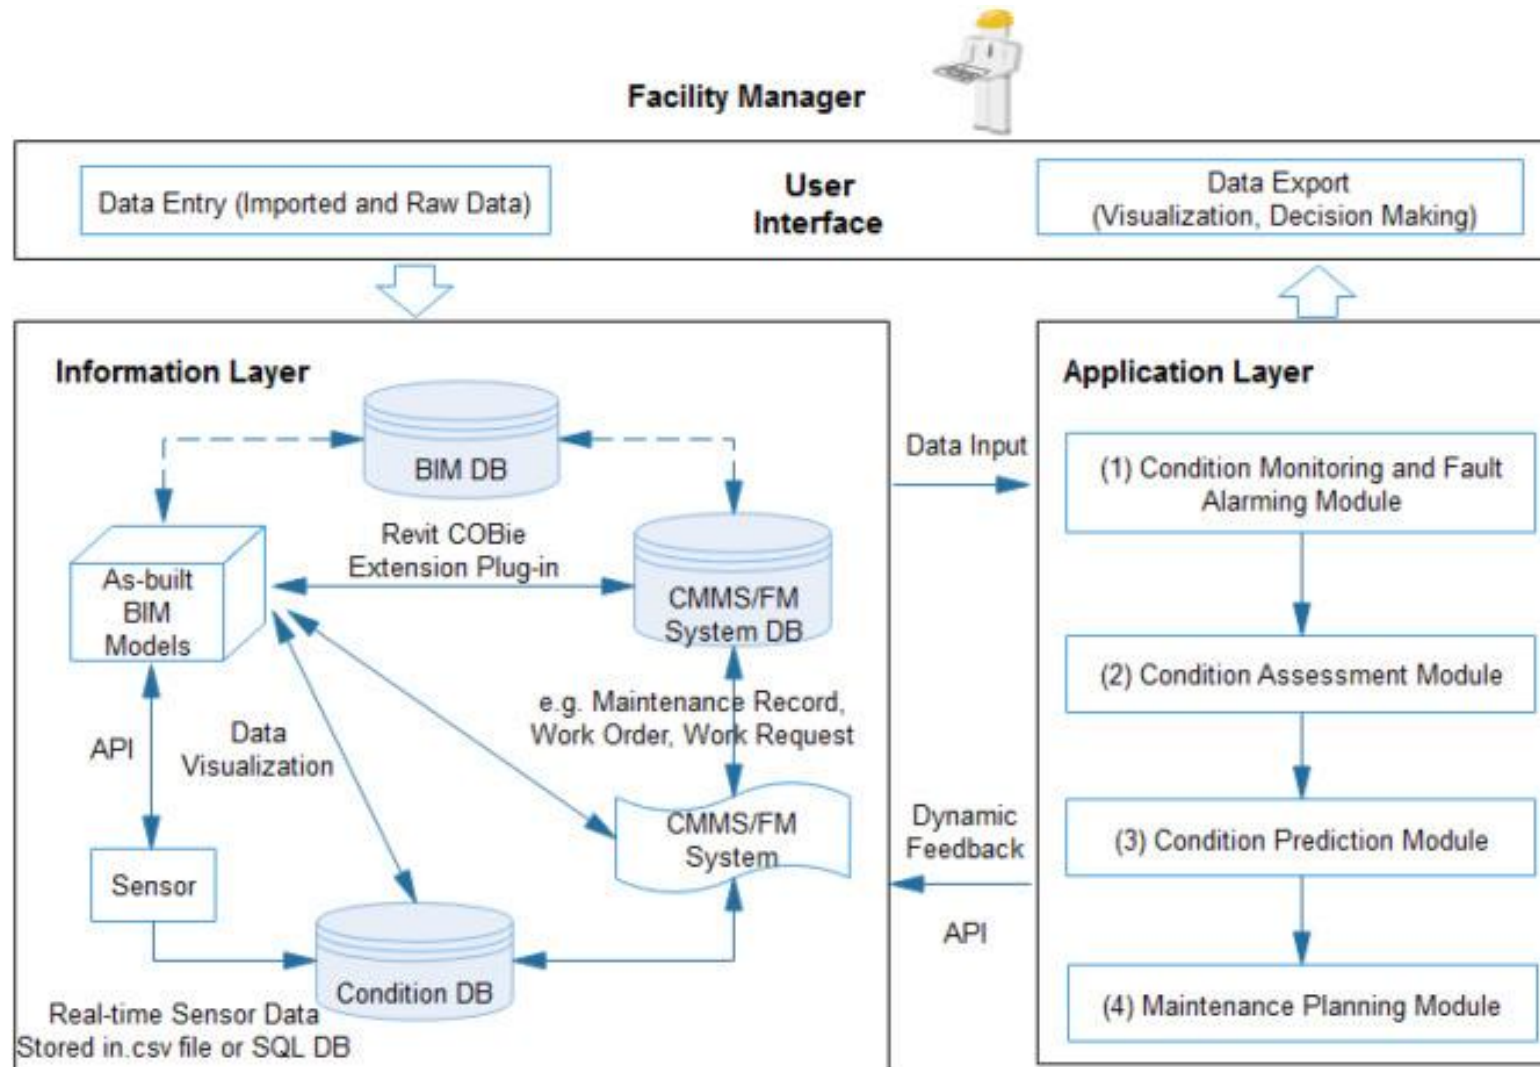 Facility Manager
Data Entry (Imported and Raw Data)
User
Interface
Data Export
(Visualization, Decision Making)
Information Layer
BIM DB
Revit COBie
Extension Plug-in
As-built
BIM
Models
CMMS/FM
System DB
e.g. Maintenance Record,
Work Order, Work Request
API
Data
Visualization
CMMS/FM
System
Sensor
Condition DB
Real-time Sensor Data
Stored in.csv file or SQL DB
Data Input
Dynamic
Feedback
API
Application Layer
(1) Condition Monitoring and Fault
Alarming Module
(2) Condition Assessment Module
(3) Condition Prediction Module
(4) Maintenance Planning Module